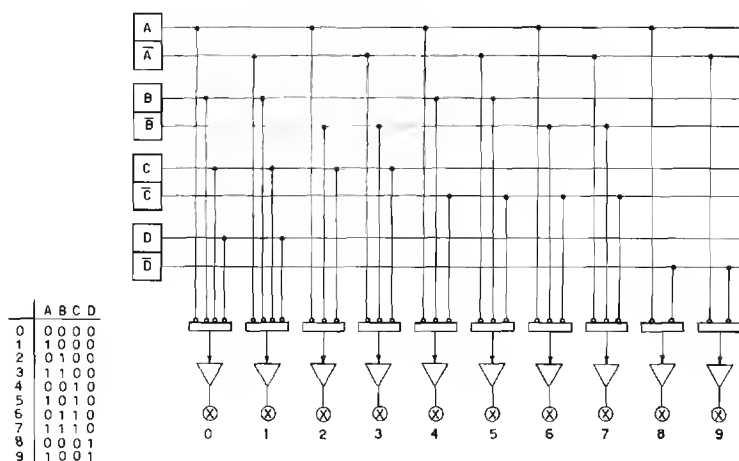 A
A̅
B
B̅
C
C̅
D
D̅
A B C D
0 0 0 0 0
1 1 0 0 0
2 0 1 0 0
3 1 1 0 0
4 0 0 1 0
5 1 0 1 0
6 0 1 1 0
7 1 1 1 0
8 0 0 0 1
9 1 0 0 1
0 1 2 3 4 5 6 7 8 9